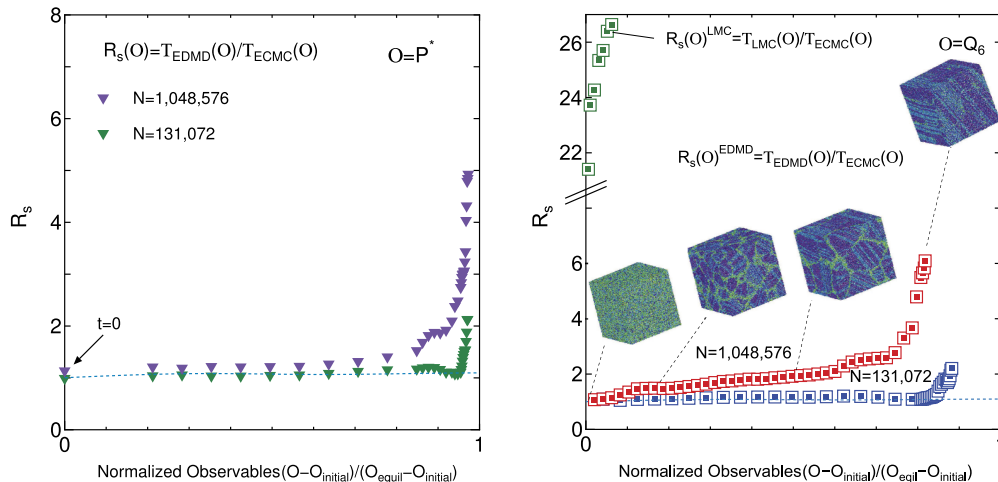 R_s(O)=T_EDMD(O)/T_ECMC(O)
O=P*
N=1,048,576
N=131,072
t=0
R_s
8
6
4
2
0
0
1
Normalized Observables(O−O_initial)/(O_equil−O_initial)
R_s(O)^LMC=T_LMC(O)/T_ECMC(O)
O=Q_6
R_s(O)^EDMD=T_EDMD(O)/T_ECMC(O)
N=1,048,576
N=131,072
R_s
26
24
22
6
4
2
0
0
1
Normalized Observables(O−O_initial)/(O_egil−O_initial)